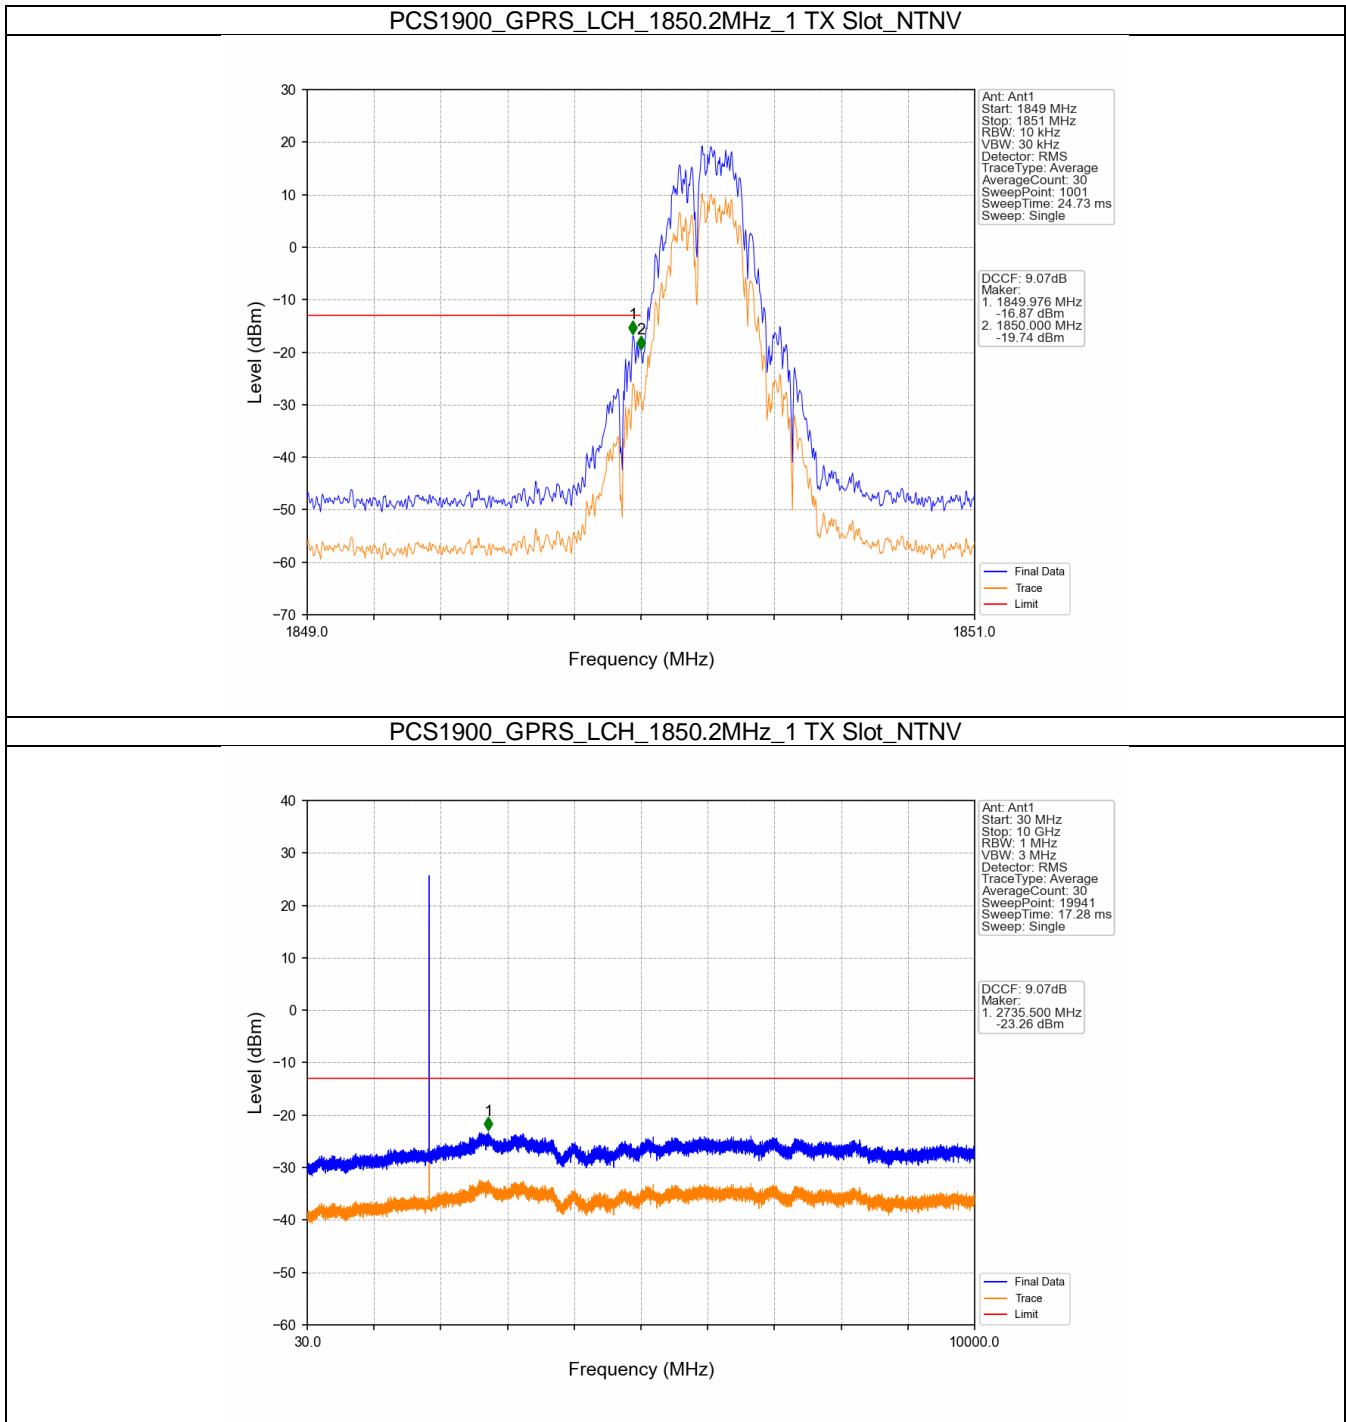 PCS1900_GPRS_LCH_1850.2MHz_1 TX Slot_NTNV
30
20
10
0
−10
−20
−30
−40
−50
−60
−70
Level (dBm)
1849.0
1851.0
Frequency (MHz)
1
2
Ant: Ant1
Start: 1849 MHz
Stop: 1851 MHz
RBW: 10 kHz
VBW: 30 kHz
Detector: RMS
TraceType: Average
AverageCount: 30
SweepPoint: 1001
SweepTime: 24.73 ms
Sweep: Single
DCCF: 9.07dB
Maker:
1. 1849.976 MHz
-16.87 dBm
2. 1850.000 MHz
-19.74 dBm
Final Data
Trace
Limit
PCS1900_GPRS_LCH_1850.2MHz_1 TX Slot_NTNV
40
30
20
10
0
−10
−20
−30
−40
−50
−60
Level (dBm)
30.0
10000.0
Frequency (MHz)
1
Ant: Ant1
Start: 30 MHz
Stop: 10 GHz
RBW: 1 MHz
VBW: 3 MHz
Detector: RMS
TraceType: Average
AverageCount: 30
SweepPoint: 19941
SweepTime: 17.28 ms
Sweep: Single
DCCF: 9.07dB
Maker:
1. 2735.500 MHz
-23.26 dBm
Final Data
Trace
Limit